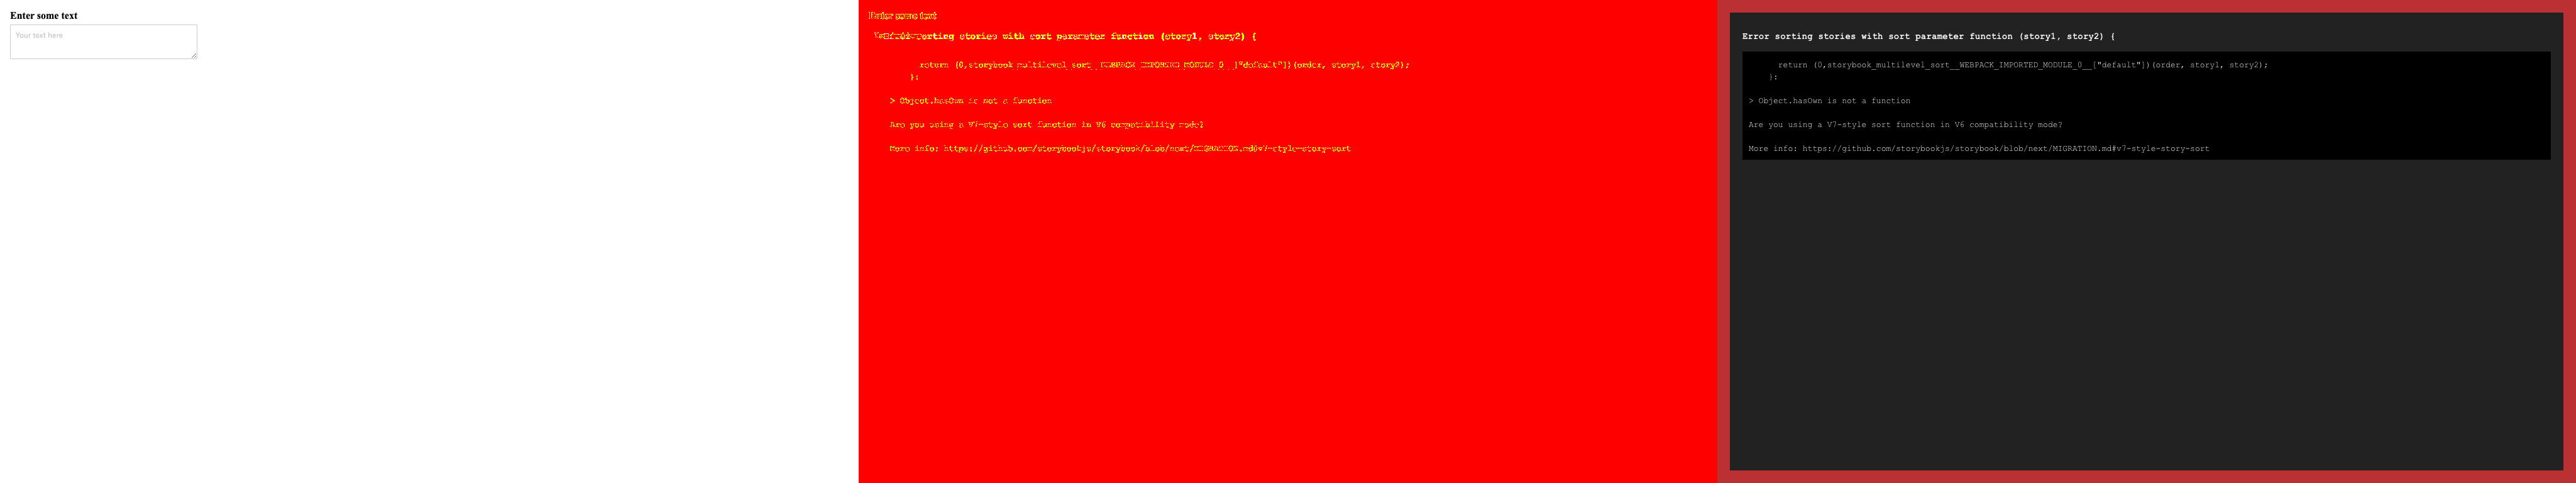 Enter some text
Your text here
Error sorting stories with sort parameter function (story1, story2) {
return (0,storybook_multilevel_sort__WEBPACK_IMPORTED_MODULE_0__["default"])(order, story1, story2);
}:
> Object.hasOwn is not a function
Are you using a V7-style sort function in V6 compatibility mode?
More info: https://github.com/storybookjs/storybook/blob/next/MIGRATION.md#v7-style-story-sort
Error sorting stories with sort parameter function (story1, story2) {
return (0,storybook_multilevel_sort__WEBPACK_IMPORTED_MODULE_0__["default"])(order, story1, story2);
}:
> Object.hasOwn is not a function
Are you using a V7-style sort function in V6 compatibility mode?
More info: https://github.com/storybookjs/storybook/blob/next/MIGRATION.md#v7-style-story-sort